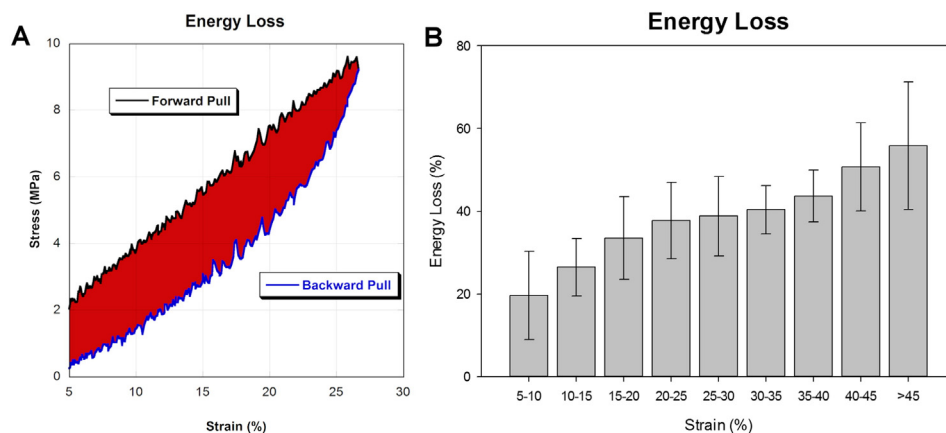 A
Energy Loss
Stress (MPa)
10
8
6
4
2
0
Forward Pull
Backward Pull
5 10 15 20 25 30
Strain (%)
B
Energy Loss
Energy Loss (%)
80
60
40
20
0
5-10 10-15 15-20 20-25 25-30 30-35 35-40 40-45 >45
Strain (%)